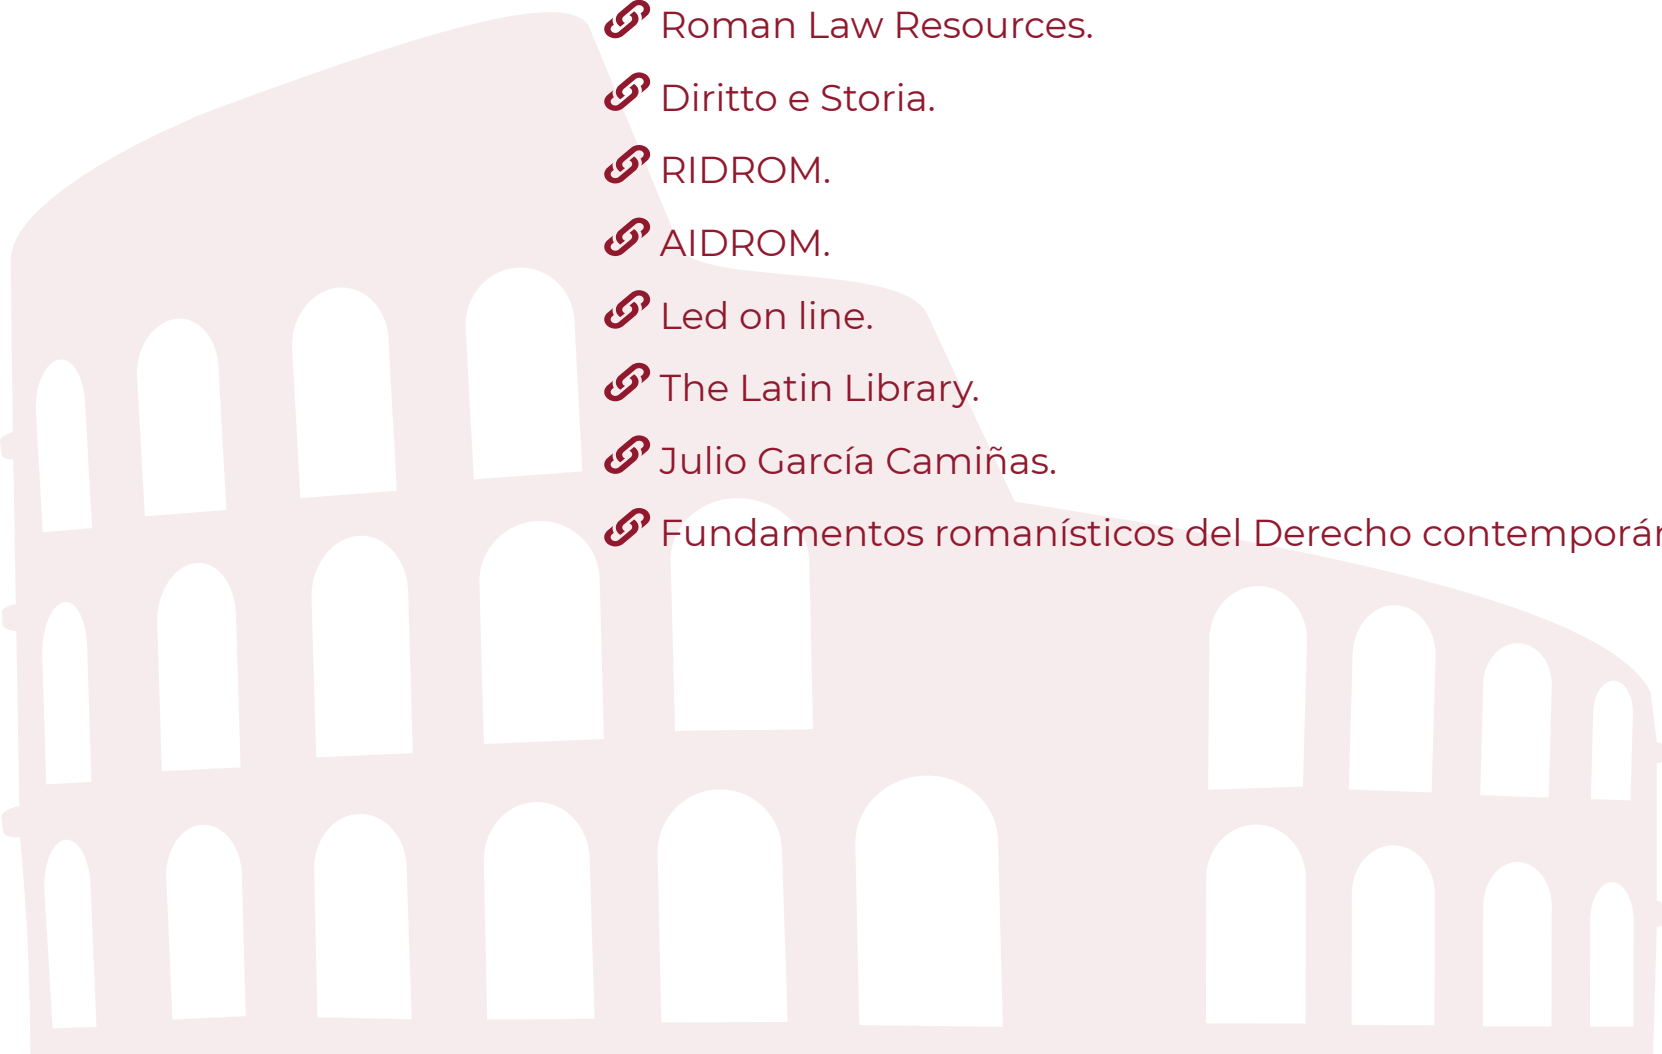 Roman Law Resources.
Diritto e Storia.
RIDROM.
AIDROM.
Led on line.
The Latin Library.
Julio García Camiñas.
Fundamentos romanísticos del Derecho